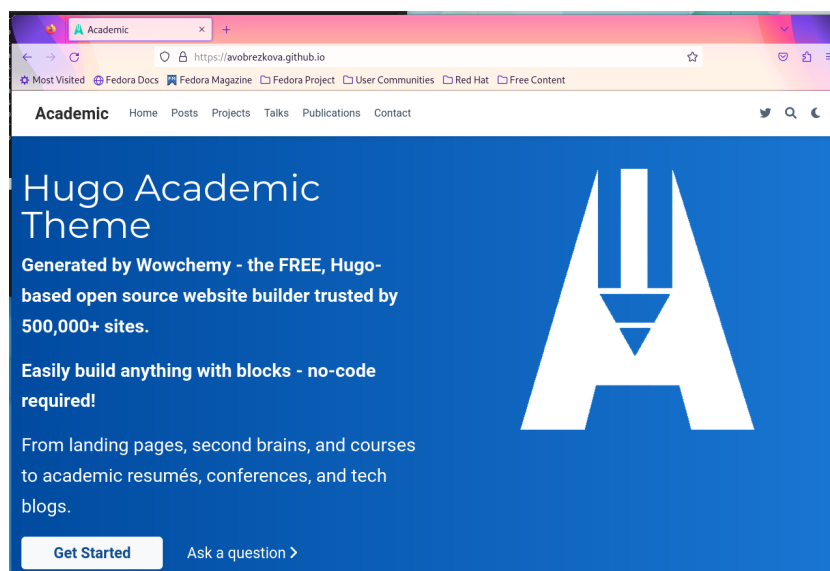 Academic
https://avobrezkova.github.io
Most Visited Fedora Docs Fedora Magazine Fedora Project User Communities Red Hat Free Content
Academic Home Posts Projects Talks Publications Contact
Hugo Academic
Theme
Generated by Wowchemy - the FREE, Hugo-
based open source website builder trusted by
500,000+ sites.
Easily build anything with blocks - no-code
required!
From landing pages, second brains, and courses
to academic resumés, conferences, and tech
blogs.
Get Started Ask a question